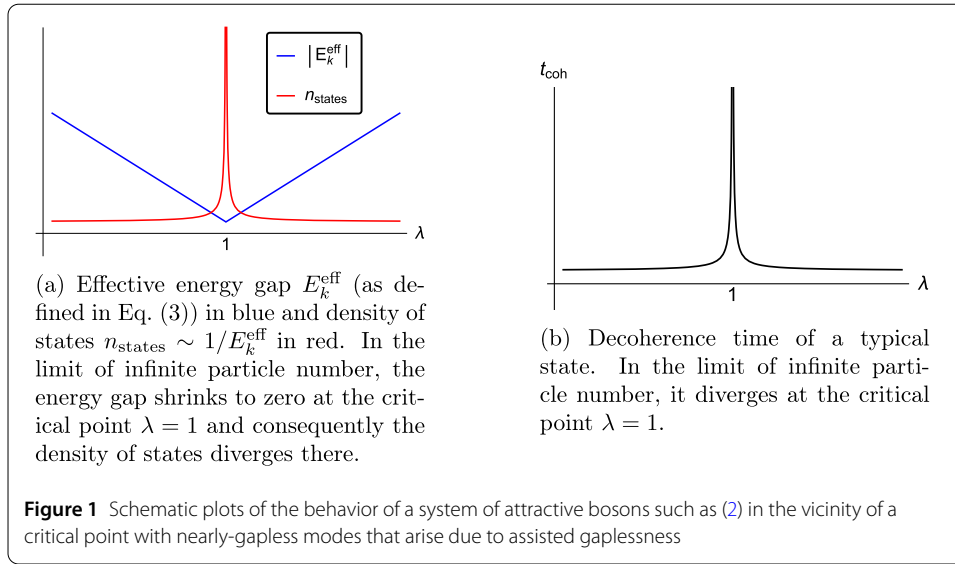 |E_k^eff|
n_states
λ
1
(a) Effective energy gap E_k^eff (as de-
fined in Eq. (3)) in blue and density of
states n_states ∼ 1/E_k^eff in red. In the
limit of infinite particle number, the
energy gap shrinks to zero at the crit-
ical point λ = 1 and consequently the
density of states diverges there.
t_coh
λ
1
(b) Decoherence time of a typical
state. In the limit of infinite parti-
cle number, it diverges at the critical
point λ = 1.
Figure 1 Schematic plots of the behavior of a system of attractive bosons such as (2) in the vicinity of a
critical point with nearly-gapless modes that arise due to assisted gaplessness